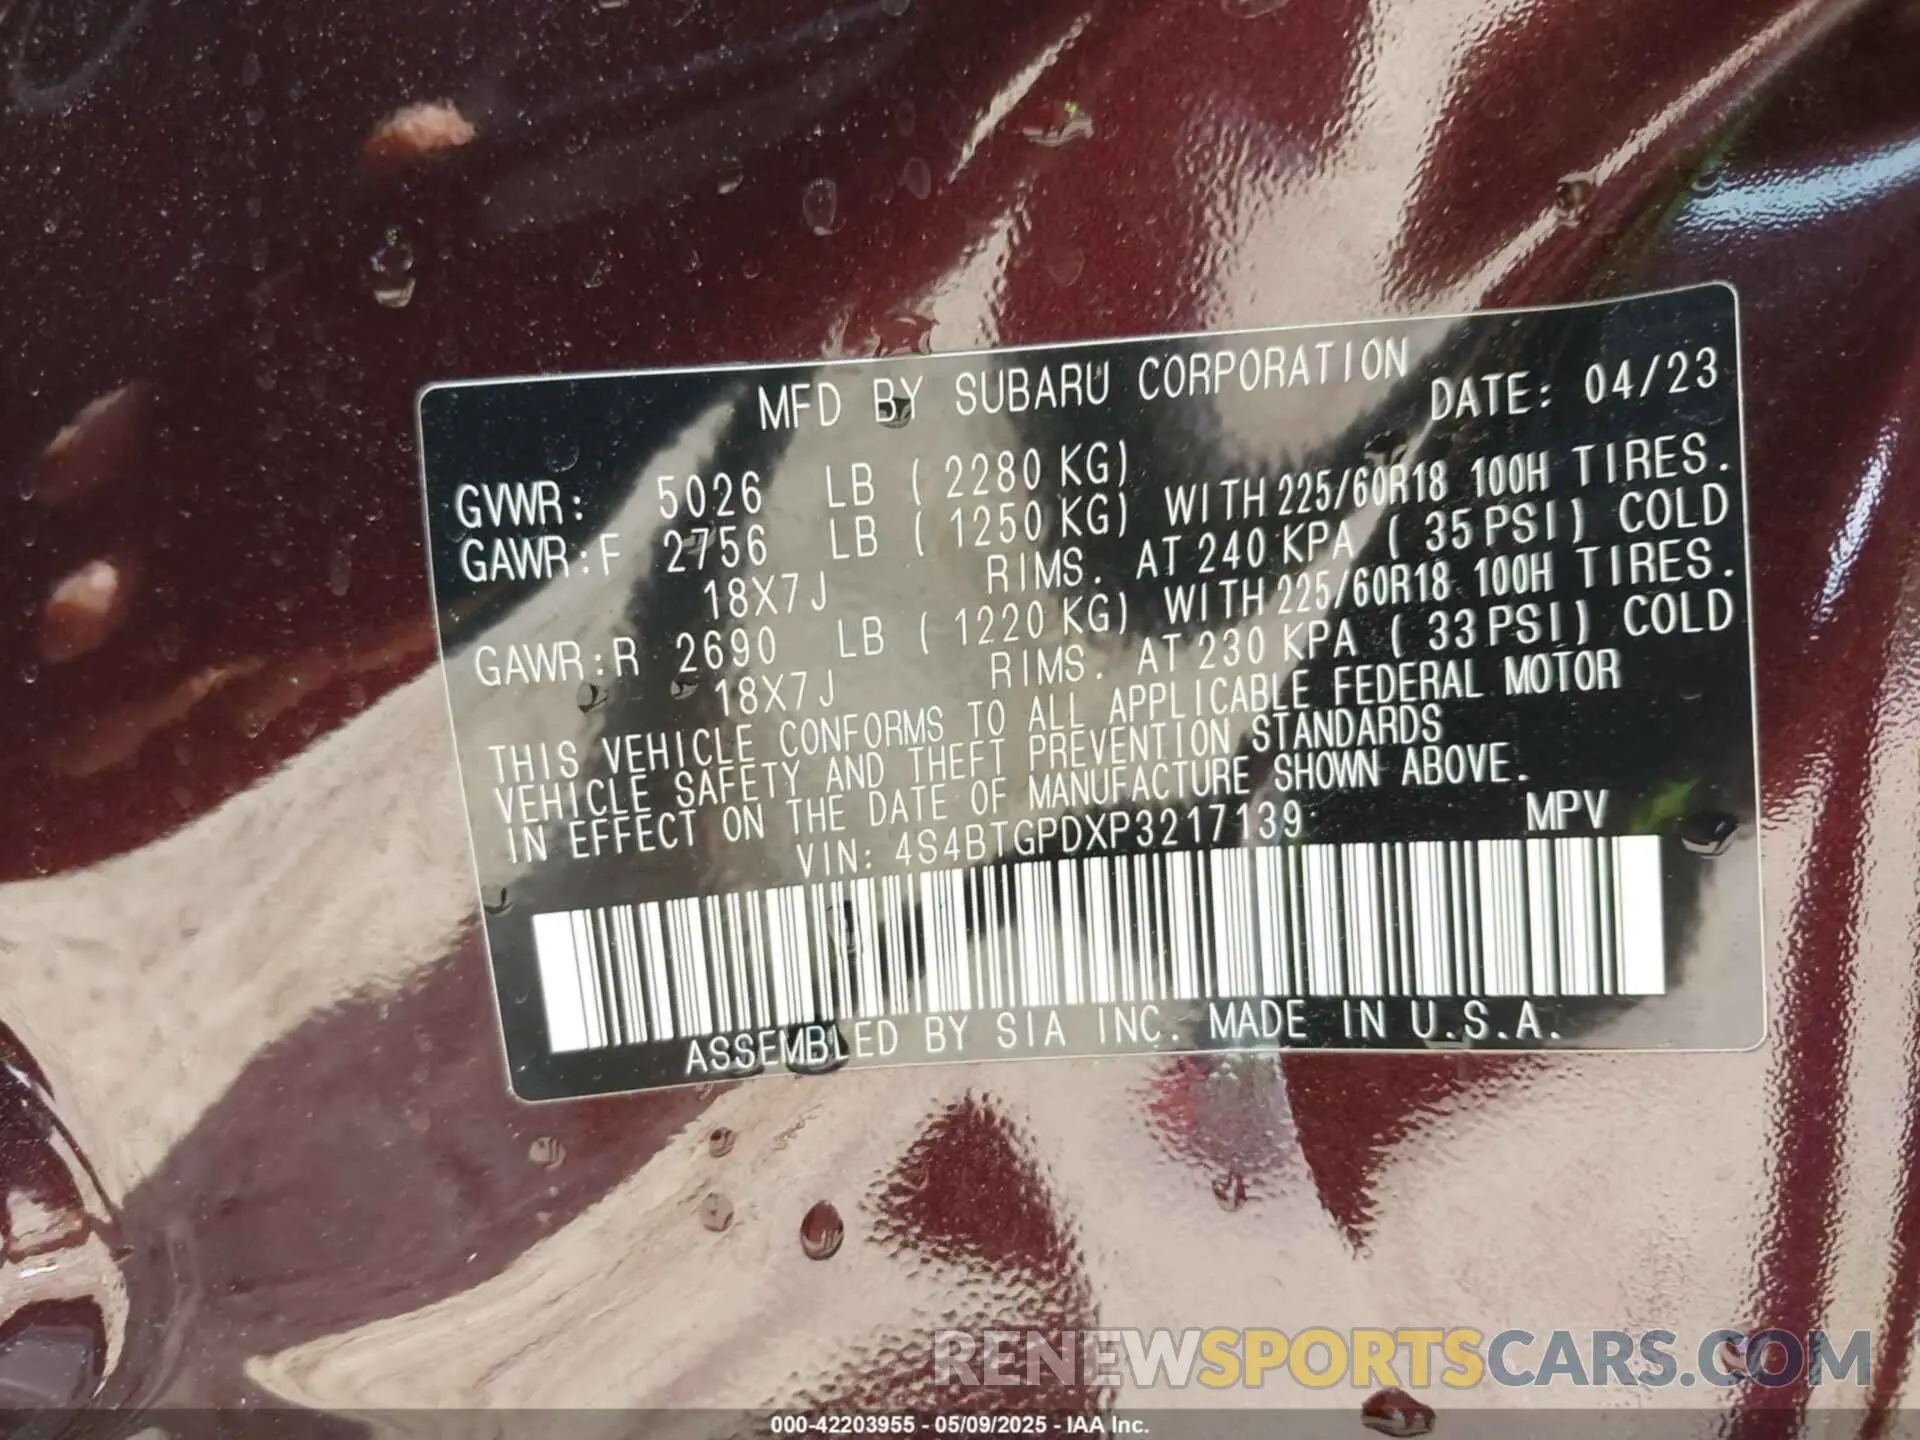 MFD BY SUBARU CORPORATION DATE: 04/23
GVWR: 5026 LB ( 2280 KG)
GAWR:F 2756 LB ( 1250 KG) WITH 225/60R18 100H TIRES.
18X7J RIMS. AT 240 KPA ( 35 PSI) COLD
GAWR:R 2690 LB ( 1220 KG) WITH 225/60R18 100H TIRES.
18X7J RIMS. AT 230 KPA ( 33 PSI) COLD
THIS VEHICLE CONFORMS TO ALL APPLICABLE FEDERAL MOTOR
VEHICLE SAFETY AND THEFT PREVENTION STANDARDS
IN EFFECT ON THE DATE OF MANUFACTURE SHOWN ABOVE.
VIN: 4S4BTGPDXP3217139 MPV
ASSEMBLED BY SIA INC. MADE IN U.S.A.
RENEWSPORTSCARS.COM
000-42203955 - 05/09/2025 - IAA Inc.